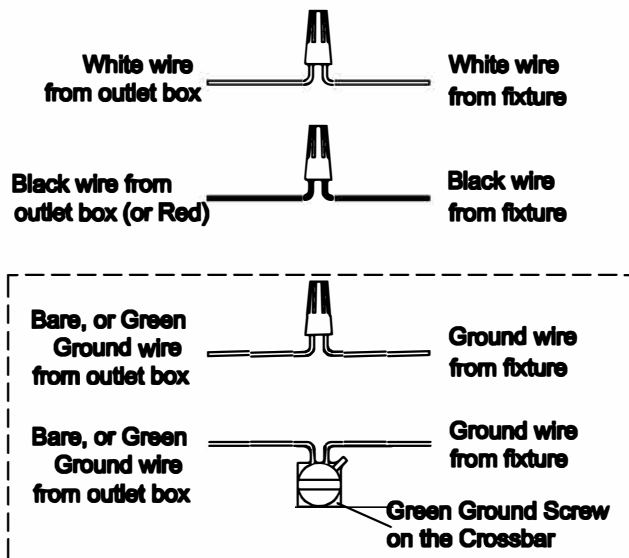 White wire
from outlet box
White wire
from fixture
Black wire from
outlet box (or Red)
Black wire
from fixture
Bare, or Green
Ground wire
from outlet box
Ground wire
from fixture
Bare, or Green
Ground wire
from outlet box
Ground wire
from fixture
Green Ground Screw
on the Crossbar